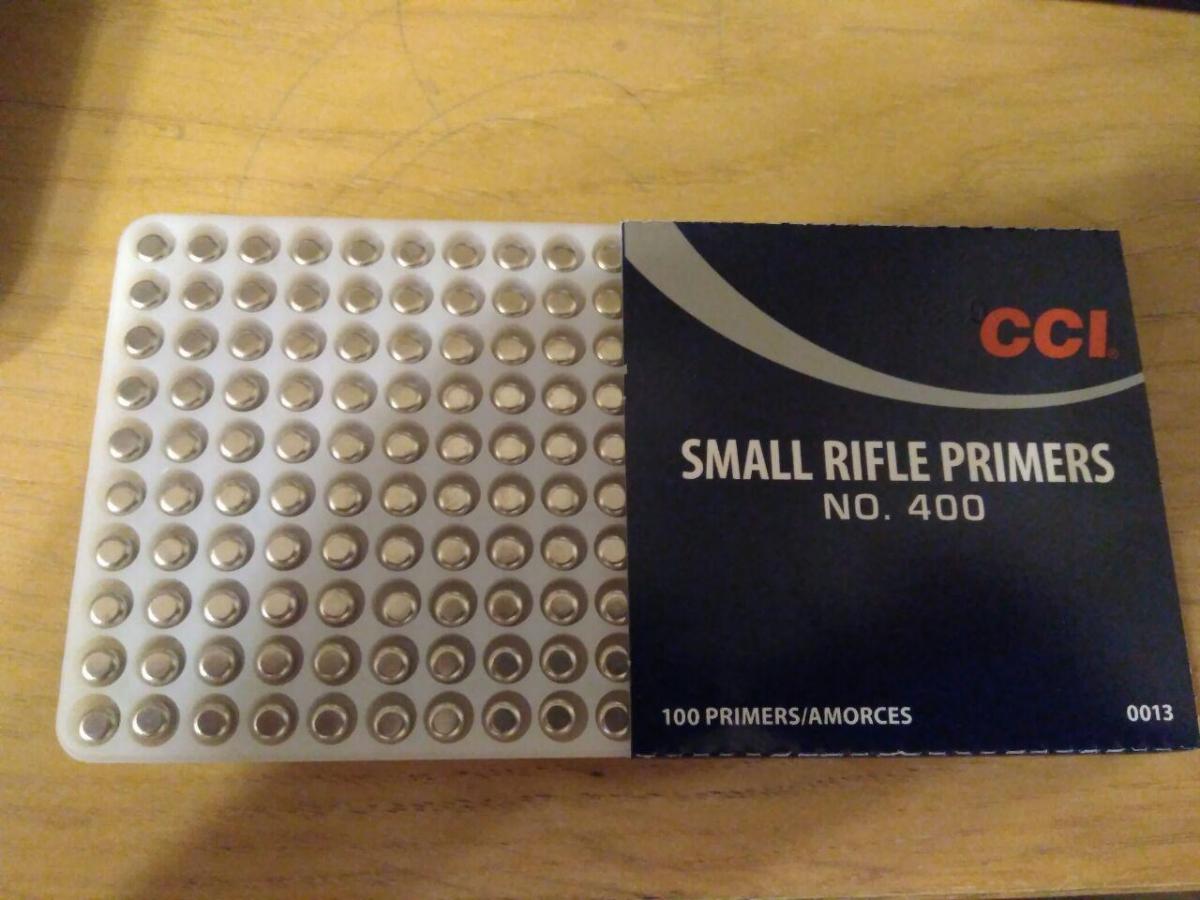 CCI®
SMALL RIFLE PRIMERS
NO. 400
100 PRIMERS/AMORCES
0013